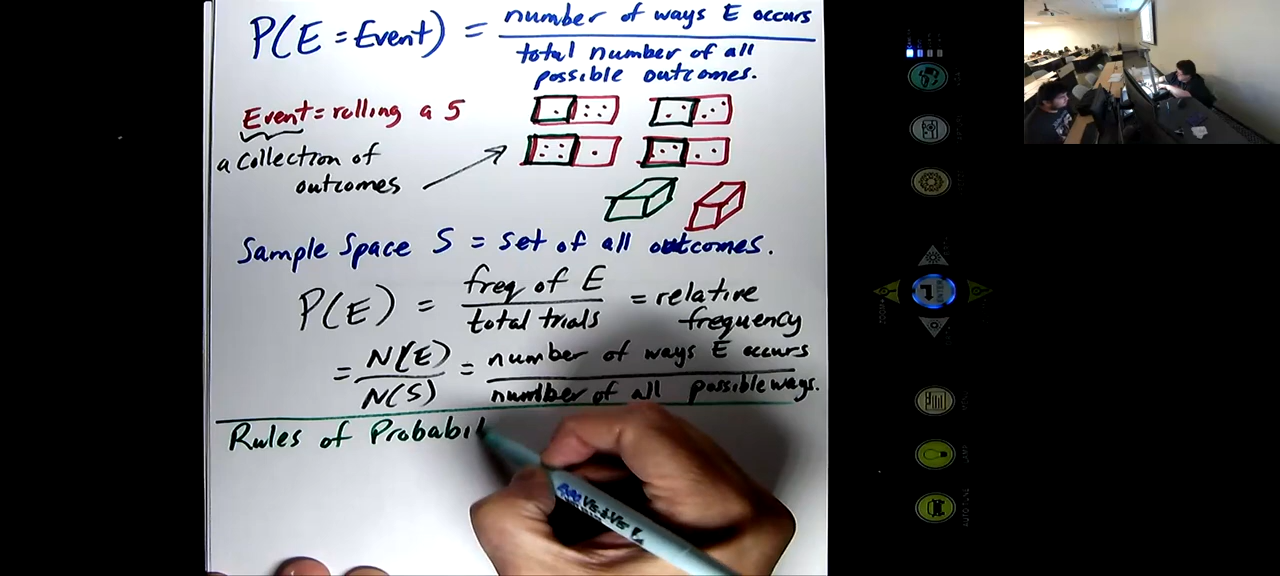 P(E = Event) = number of ways E occurs
total number of all
possible outcomes.
Event = rolling a 5
a collection of
outcomes
Sample Space S = set of all outcomes.
P(E) = freq of E / total trials = relative
frequency
= N(E) / N(S) = number of ways E occurs
number of all possible ways.
Rules of Probabil